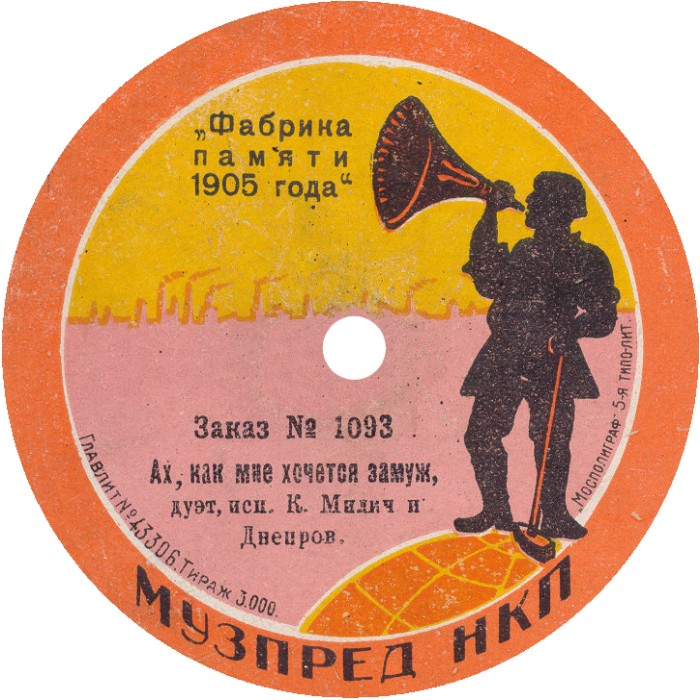 „Фабрика
памяти
1905 года“
Заказ № 1093
Ах, как мне хочется замуж,
дуэт, исп. К. Милич и
Днепров.
Главлит № 43306. Тираж 3.000.
„Мосполиграф“ 5-я типо-лит.
МУЗПРЕД НКП